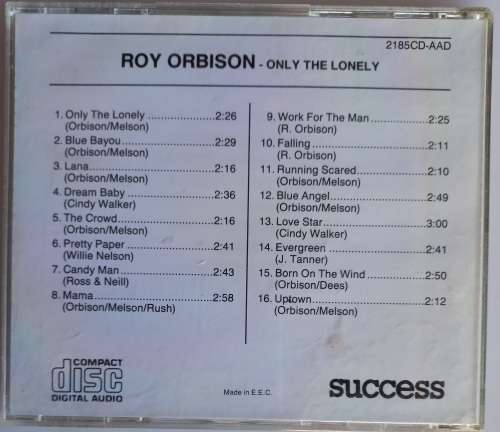 2185CD-AAD
ROY ORBISON - ONLY THE LONELY
1. Only The Lonely 2:26
(Orbison/Melson)
2. Blue Bayou 2:29
(Orbison/Melson)
3. Lana 2:16
(Orbison/Melson)
4. Dream Baby 2:36
(Cindy Walker)
5. The Crowd 2:16
(Orbison/Melson)
6. Pretty Paper 2:41
(Willie Nelson)
7. Candy Man 2:43
(Ross & Neill)
8. Mama 2:58
(Orbison/Melson/Rush)
9. Work For The Man 2:25
(R. Orbison)
10. Falling 2:11
(R. Orbison)
11. Running Scared 2:10
(Orbison/Melson)
12. Blue Angel 2:49
(Orbison/Melson)
13. Love Star 3:00
(Cindy Walker)
14. Evergreen 2:41
(J. Tanner)
15. Born On The Wind 2:50
(Orbison/Dees)
16. Uptown 2:12
(Orbison/Melson)
COMPACT
disc
DIGITAL AUDIO
Made in E.E.C.
success